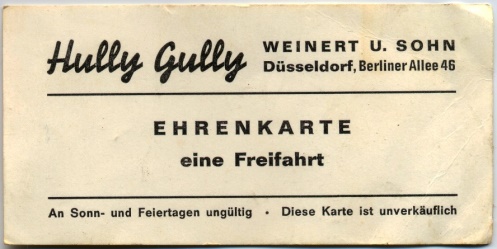 Hully Gully WEINERT U. SOHN
Düsseldorf, Berliner Allee 46
EHRENKARTE
eine Freifahrt
An Sonn- und Feiertagen ungültig • Diese Karte ist unverkäuflich